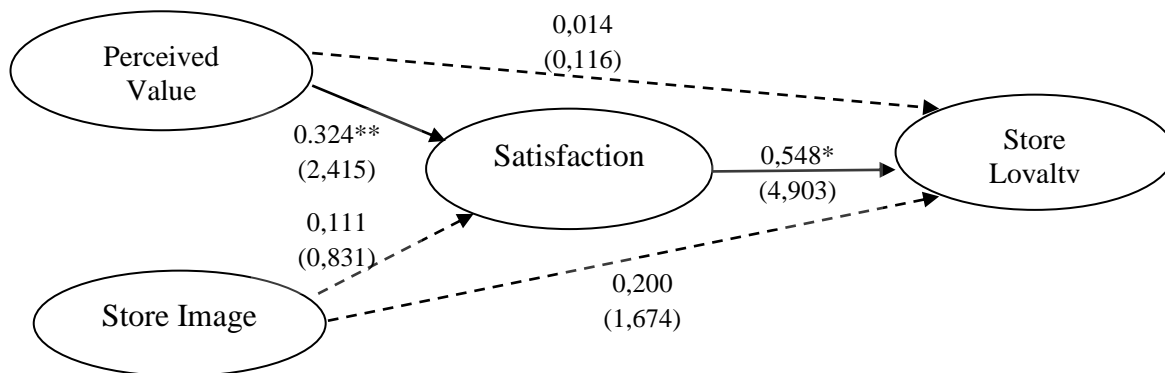 0,014
(0,116)
Perceived
Value
0.324**
(2,415)
Satisfaction
0,548*
(4,903)
Store
Lovaltv
0,111
(0,831)
Store Image
0,200
(1,674)